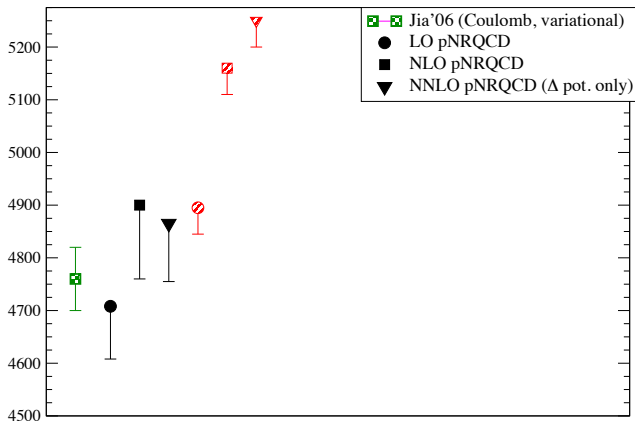 Jia'06 (Coulomb, variational)
LO pNRQCD
NLO pNRQCD
NNLO pNRQCD (Δ pot. only)
5200
5100
5000
4900
4800
4700
4600
4500